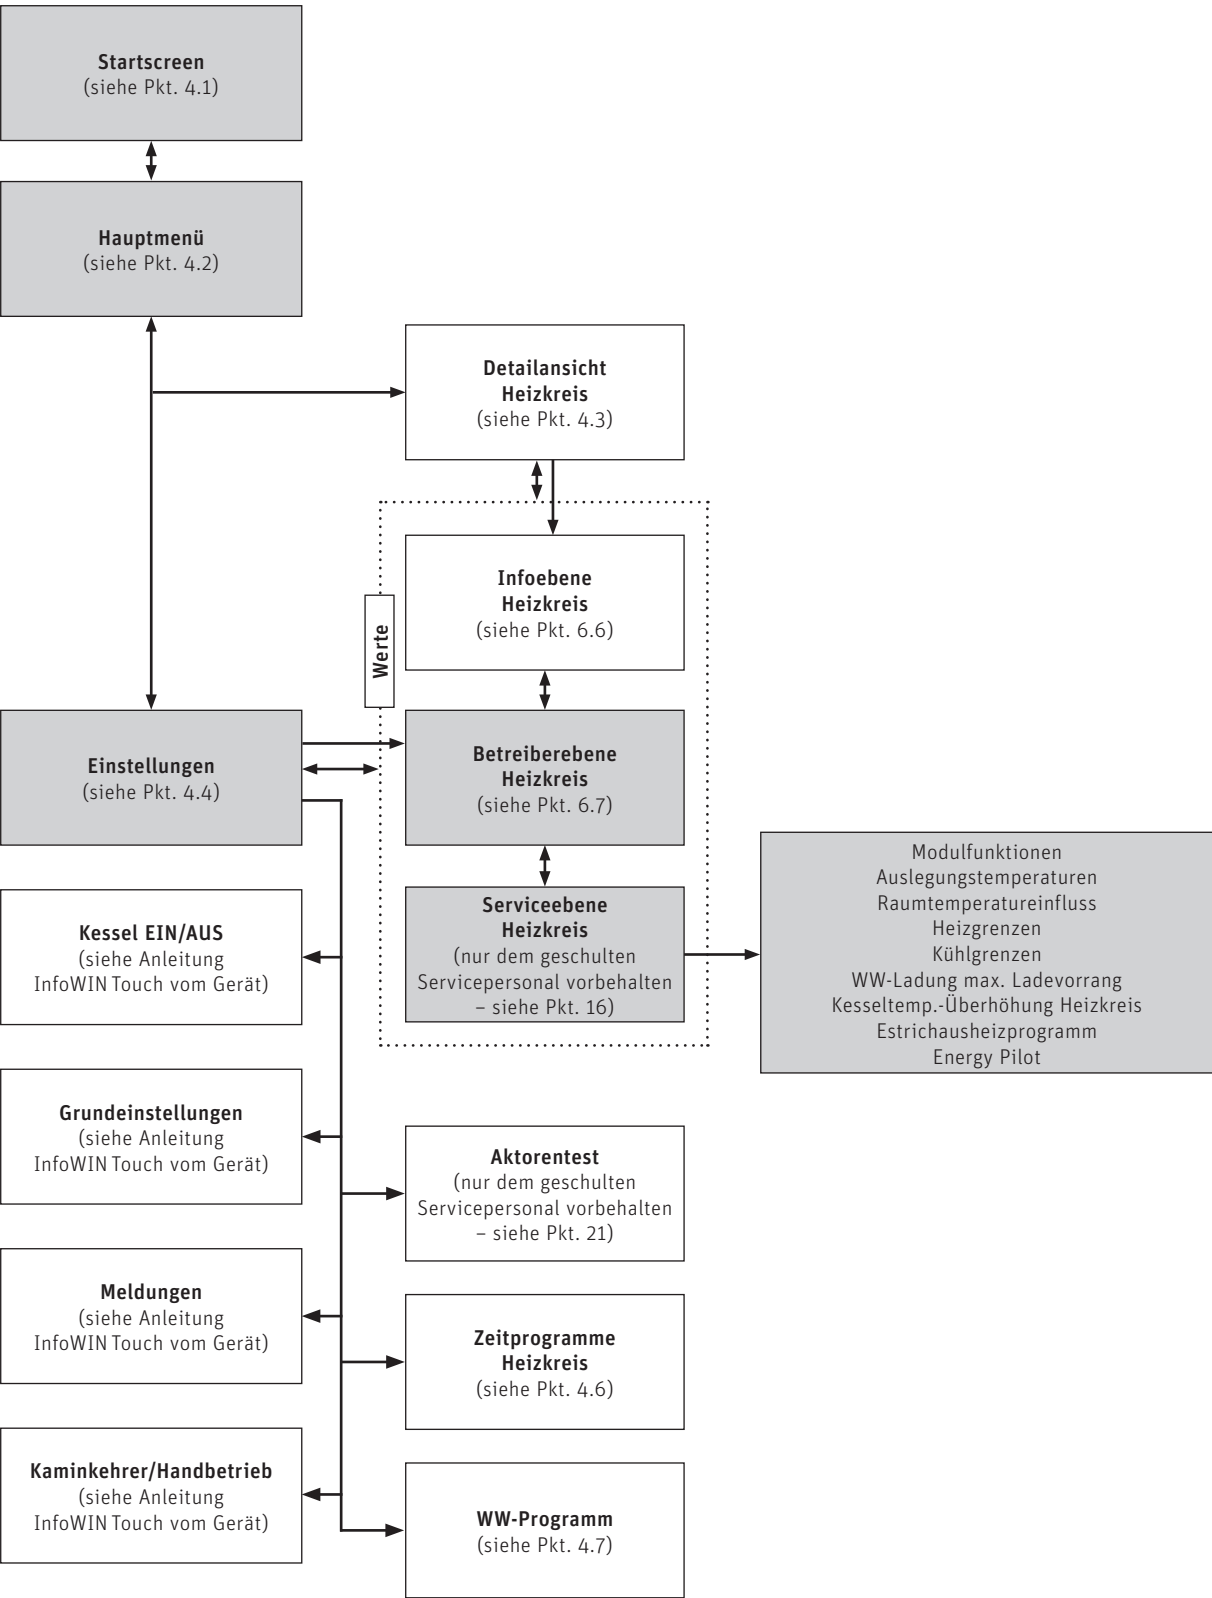 Startscreen
(siehe Pkt. 4.1)
Hauptmenü
(siehe Pkt. 4.2)
Detailansicht
Heizkreis
(siehe Pkt. 4.3)
Infoebene
Heizkreis
(siehe Pkt. 6.6)
Werte
Einstellungen
(siehe Pkt. 4.4)
Betreiberebene
Heizkreis
(siehe Pkt. 6.7)
Serviceebene
Heizkreis
(nur dem geschulten
Servicepersonal vorbehalten
– siehe Pkt. 16)
Modulfunktionen
Auslegungstemperaturen
Raumtemperatureinfluss
Heizgrenzen
Kühlgrenzen
WW-Ladung max. Ladevorrang
Kesseltemp.-Überhöhung Heizkreis
Estrichausheizprogramm
Energy Pilot
Kessel EIN/AUS
(siehe Anleitung
InfoWIN Touch vom Gerät)
Grundeinstellungen
(siehe Anleitung
InfoWIN Touch vom Gerät)
Aktorentest
(nur dem geschulten
Servicepersonal vorbehalten
– siehe Pkt. 21)
Meldungen
(siehe Anleitung
InfoWIN Touch vom Gerät)
Zeitprogramme
Heizkreis
(siehe Pkt. 4.6)
Kaminkehrer/Handbetrieb
(siehe Anleitung
InfoWIN Touch vom Gerät)
WW-Programm
(siehe Pkt. 4.7)